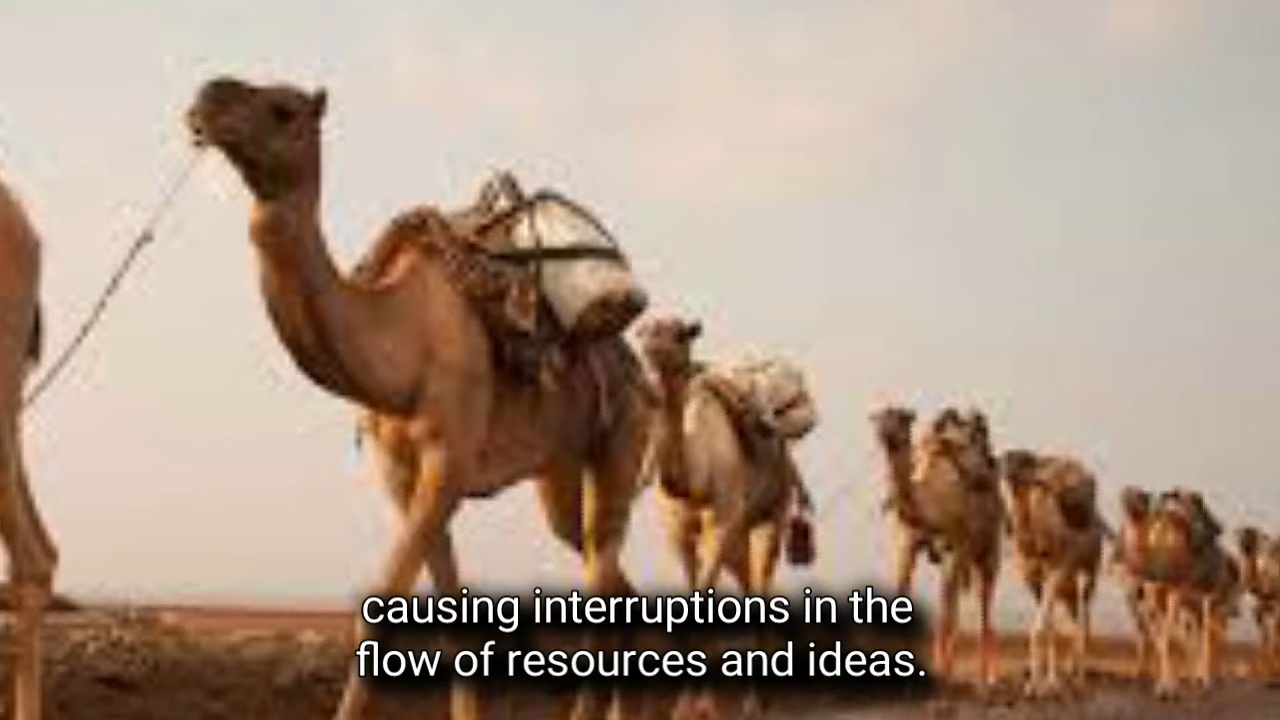 causing interruptions in the
flow of resources and ideas.